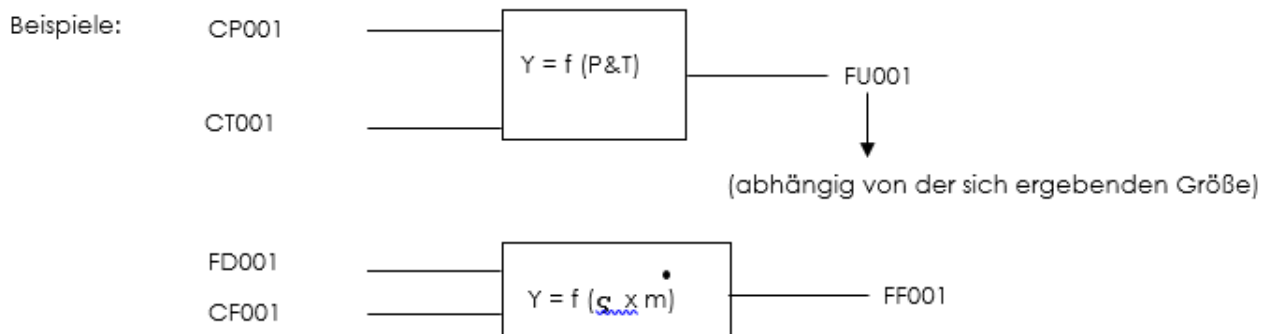 Beispiele:
CP001
Y = f (P&T)
FU001
CT001
(abhängig von der sich ergebenden Größe)
FD001
Y = f (ς x ṁ)
FF001
CF001